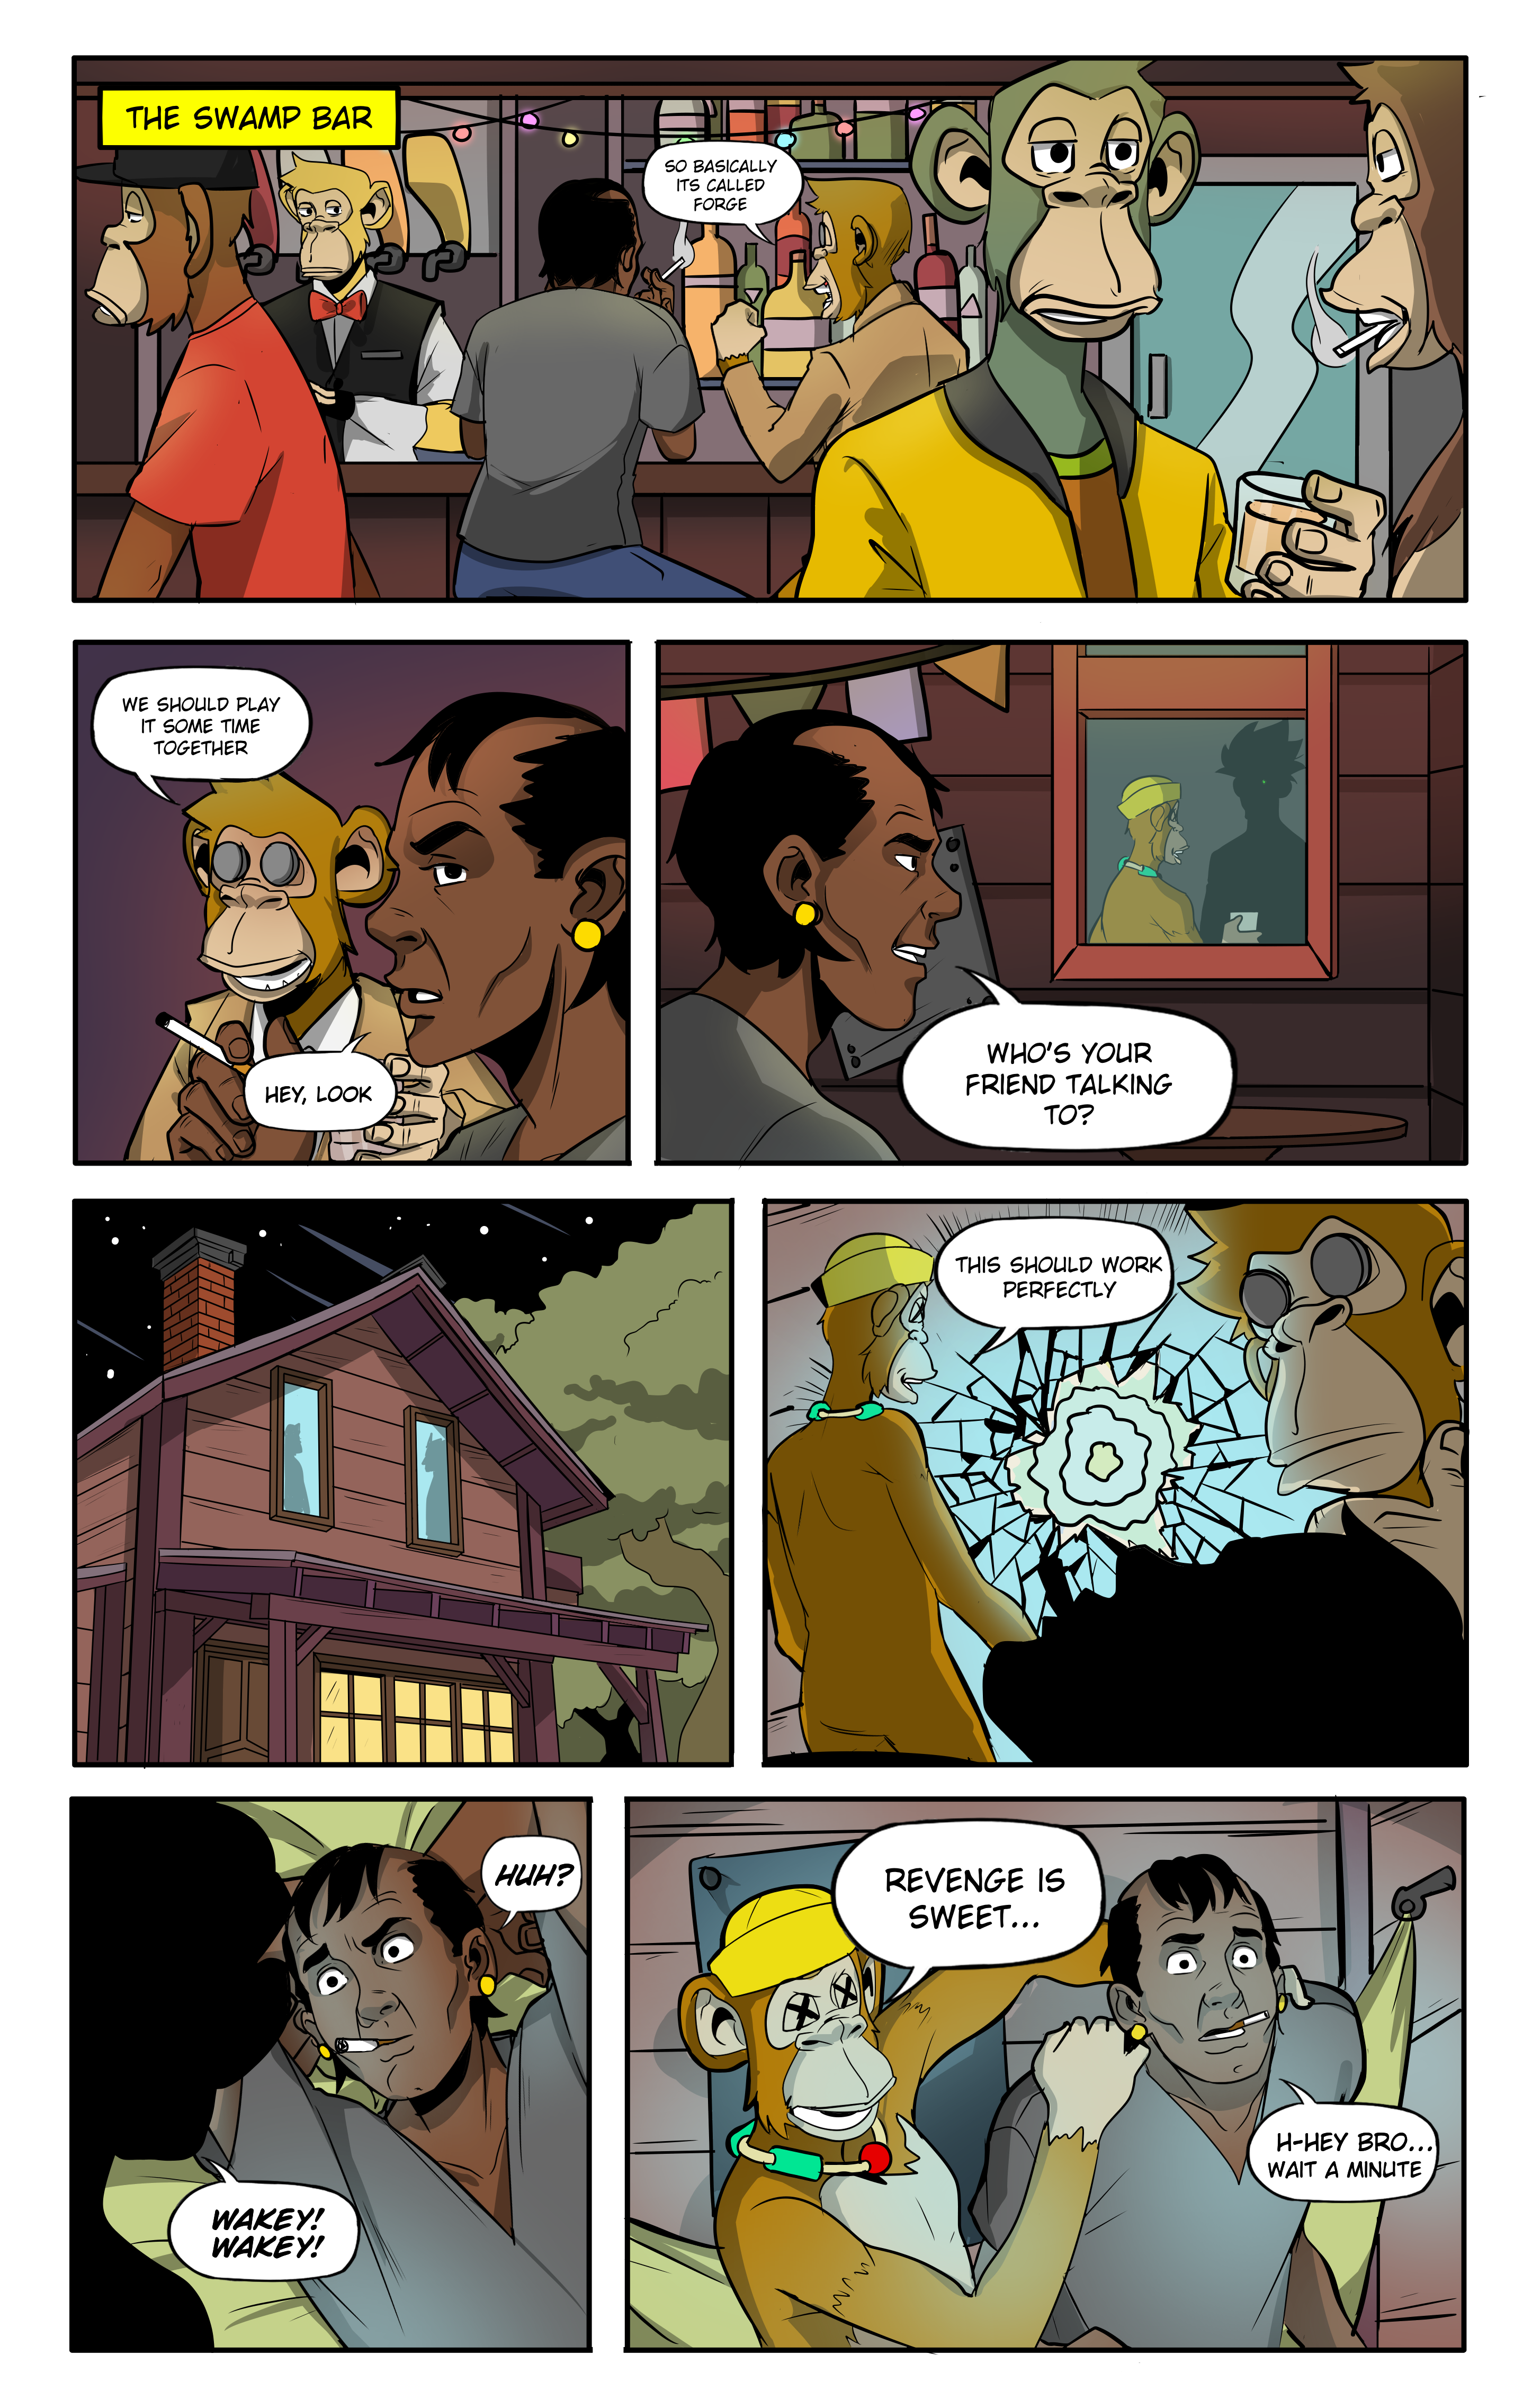 THE SWAMP BAR
SO BASICALLY
ITS CALLED
FORGE
WE SHOULD PLAY
IT SOME TIME
TOGETHER
HEY, LOOK
WHO'S YOUR
FRIEND TALKING
TO?
THIS SHOULD WORK
PERFECTLY
HUH?
WAKEY!
WAKEY!
REVENGE IS
SWEET...
H-HEY BRO...
WAIT A MINUTE